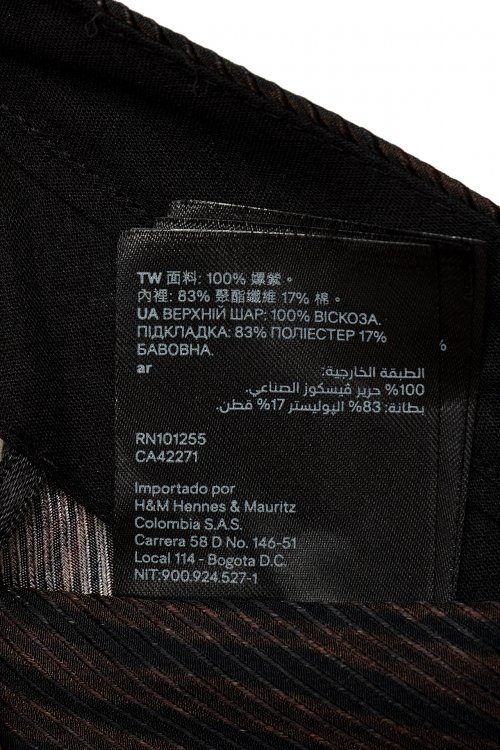 TW 面料: 100% 嫘縈。
內裡: 83% 聚酯纖維 17% 棉。
UA ВЕРХНІЙ ШАР: 100% ВІСКОЗА.
ПІДКЛАДКА: 83% ПОЛІЕСТЕР 17%
БАВОВНА.
%
ar
الطبقة الخارجية:
100% حرير ڤيسكوز الصناعي.
بطانة: 83% البوليستر 17% قطن.
RN101255
CA42271
Importado por
H&M Hennes & Mauritz
Colombia S.A.S.
Carrera 58 D No. 146-51
Local 114 - Bogota D.C.
NIT:900.924.527-1